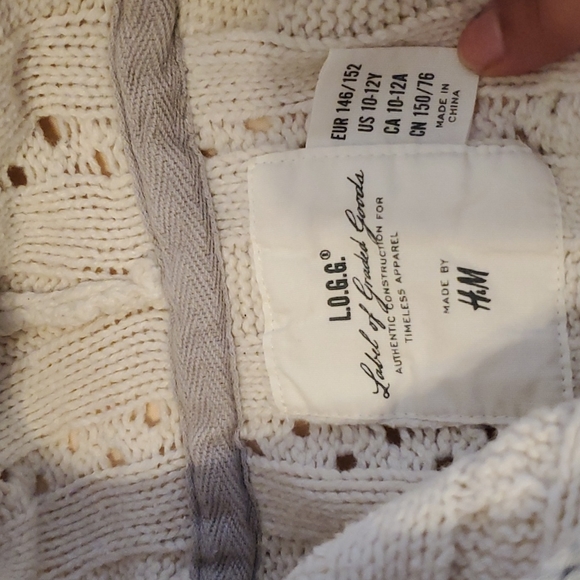 EUR 146/152
US 10-12Y
CA 10-12A
CN 150/76
MADE IN
CHINA
L.O.G.G.®
Label of Graded Goods
AUTHENTIC CONSTRUCTION FOR
TIMELESS APPAREL
MADE BY
H&M